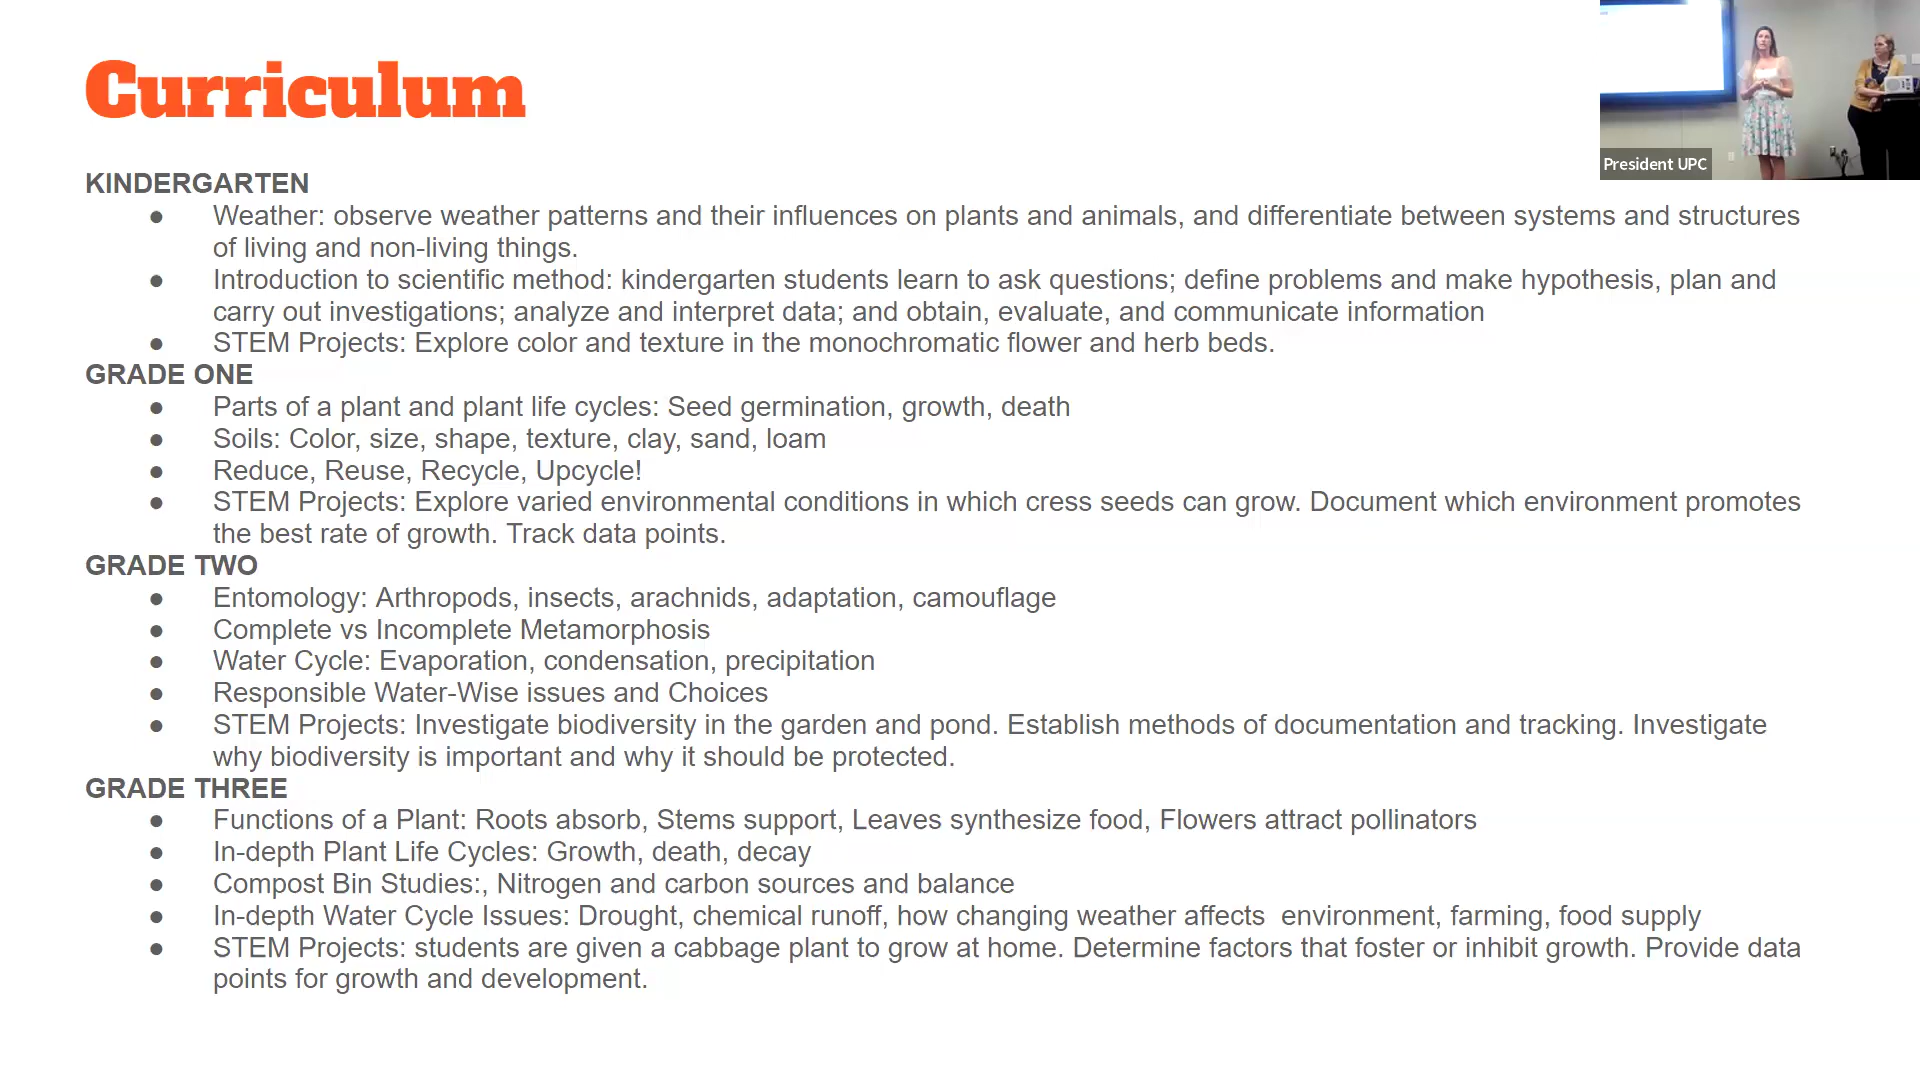 Curriculum
President UPC
KINDERGARTEN
● Weather: observe weather patterns and their influences on plants and animals, and differentiate between systems and structures
of living and non-living things.
● Introduction to scientific method: kindergarten students learn to ask questions; define problems and make hypothesis, plan and
carry out investigations; analyze and interpret data; and obtain, evaluate, and communicate information
● STEM Projects: Explore color and texture in the monochromatic flower and herb beds.
GRADE ONE
● Parts of a plant and plant life cycles: Seed germination, growth, death
● Soils: Color, size, shape, texture, clay, sand, loam
● Reduce, Reuse, Recycle, Upcycle!
● STEM Projects: Explore varied environmental conditions in which cress seeds can grow. Document which environment promotes
the best rate of growth. Track data points.
GRADE TWO
● Entomology: Arthropods, insects, arachnids, adaptation, camouflage
● Complete vs Incomplete Metamorphosis
● Water Cycle: Evaporation, condensation, precipitation
● Responsible Water-Wise issues and Choices
● STEM Projects: Investigate biodiversity in the garden and pond. Establish methods of documentation and tracking. Investigate
why biodiversity is important and why it should be protected.
GRADE THREE
● Functions of a Plant: Roots absorb, Stems support, Leaves synthesize food, Flowers attract pollinators
● In-depth Plant Life Cycles: Growth, death, decay
● Compost Bin Studies:, Nitrogen and carbon sources and balance
● In-depth Water Cycle Issues: Drought, chemical runoff, how changing weather affects  environment, farming, food supply
● STEM Projects: students are given a cabbage plant to grow at home. Determine factors that foster or inhibit growth. Provide data
points for growth and development.